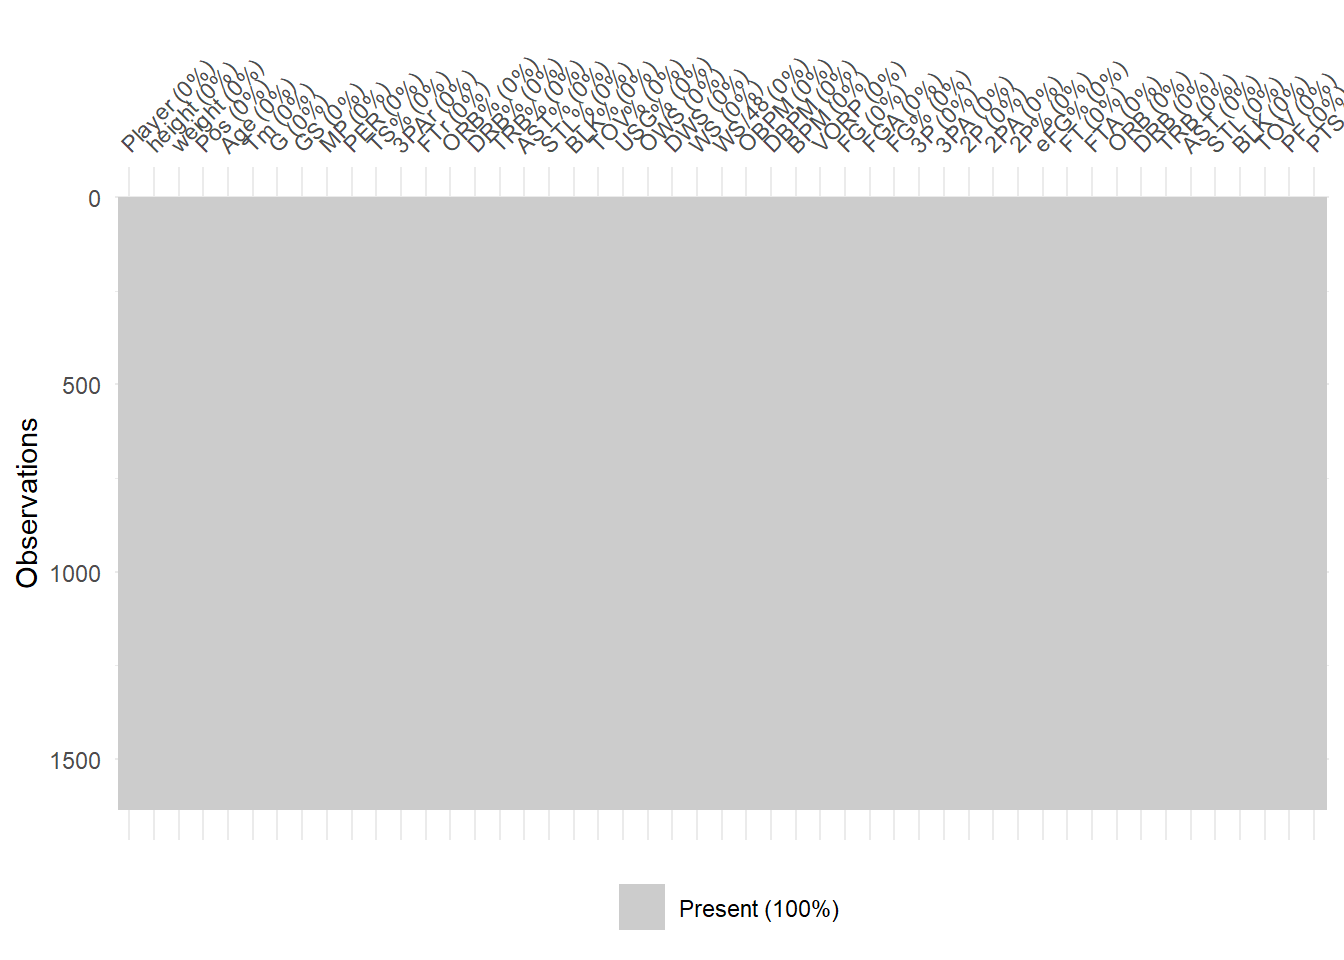 Player (0%)
height (0%)
weight (0%)
Pos (0%)
Age (0%)
Tm (0%)
G (0%)
GS (0%)
MP (0%)
PER (0%)
TS% (0%)
3PAr (0%)
FTr (0%)
ORB% (0%)
DRB% (0%)
TRB% (0%)
AST% (0%)
STL% (0%)
BLK% (0%)
TOV% (0%)
USG% (0%)
OWS (0%)
DWS (0%)
WS (0%)
WS/48 (0%)
OBPM (0%)
DBPM (0%)
BPM (0%)
VORP (0%)
FG (0%)
FGA (0%)
FG% (0%)
3P (0%)
3PA (0%)
2P (0%)
2PA (0%)
2P% (0%)
eFG% (0%)
FT (0%)
FTA (0%)
ORB (0%)
DRB (0%)
TRB (0%)
AST (0%)
STL (0%)
BLK (0%)
TOV (0%)
PF (0%)
PTS
0
500
1000
1500
Observations
Present (100%)